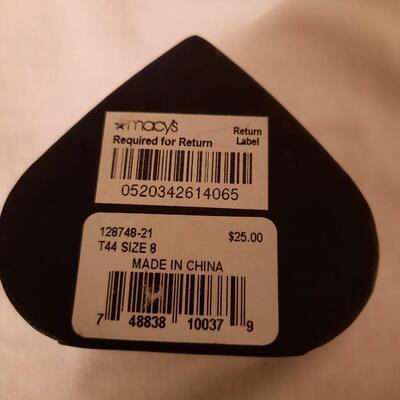 ★macy's Return
Required for Return Label
0520342614065
128748-21 $25.00
T44 SIZE 8
MADE IN CHINA
7 48838 10037 9